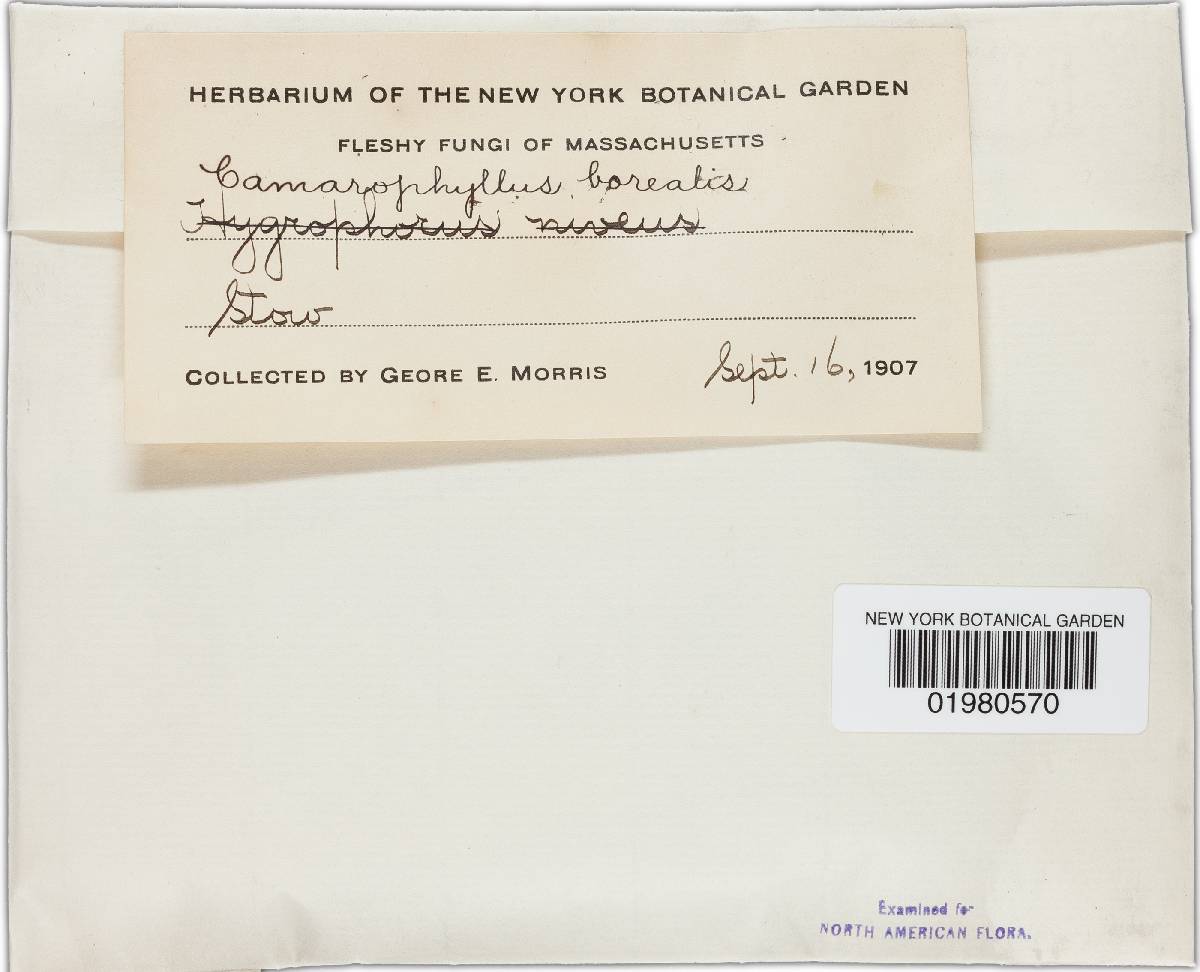 HERBARIUM OF THE NEW YORK BOTANICAL GARDEN
FLESHY FUNGI OF MASSACHUSETTS
Camarophyllus borealis
Hygrophorus niveus
Stow
COLLECTED BY GEORE E. MORRIS Sept. 16, 1907
NEW YORK BOTANICAL GARDEN
01980570
Examined for
NORTH AMERICAN FLORA.